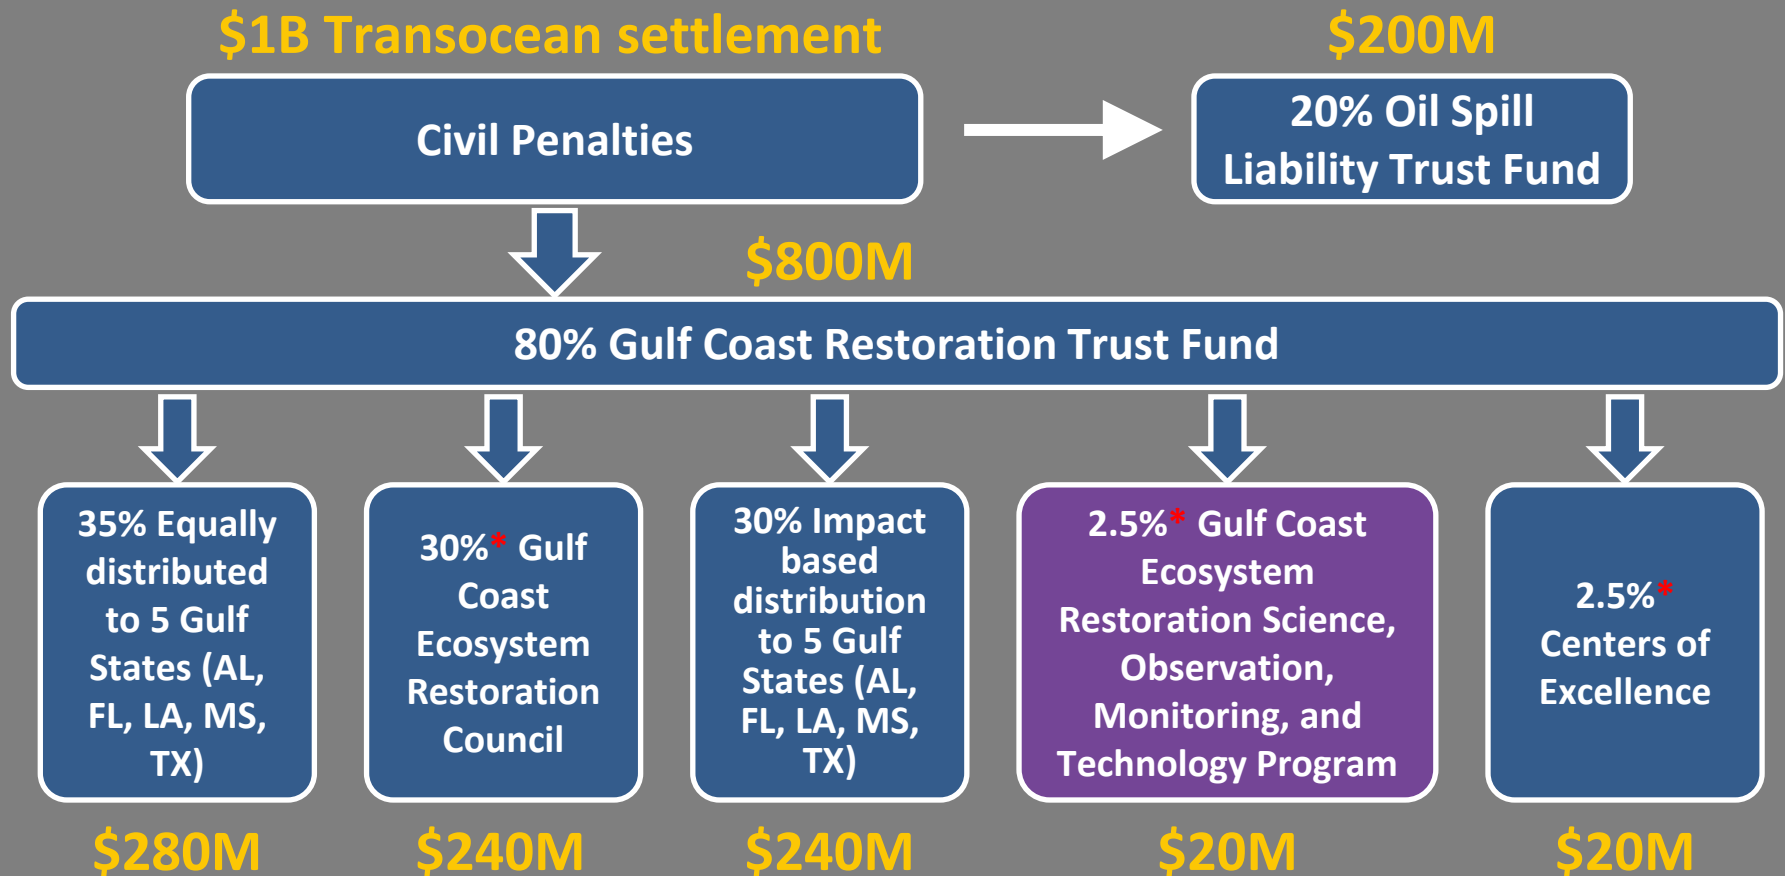 $1B Transocean settlement
$200M
Civil Penalties
20% Oil Spill
Liability Trust Fund
$800M
80% Gulf Coast Restoration Trust Fund
35% Equally
distributed
to 5 Gulf
States (AL,
FL, LA, MS,
TX)
30%* Gulf
Coast
Ecosystem
Restoration
Council
30% Impact
based
distribution
to 5 Gulf
States (AL,
FL, LA, MS,
TX)
2.5%* Gulf Coast
Ecosystem
Restoration Science,
Observation,
Monitoring, and
Technology Program
2.5%*
Centers of
Excellence
$280M
$240M
$240M
$20M
$20M